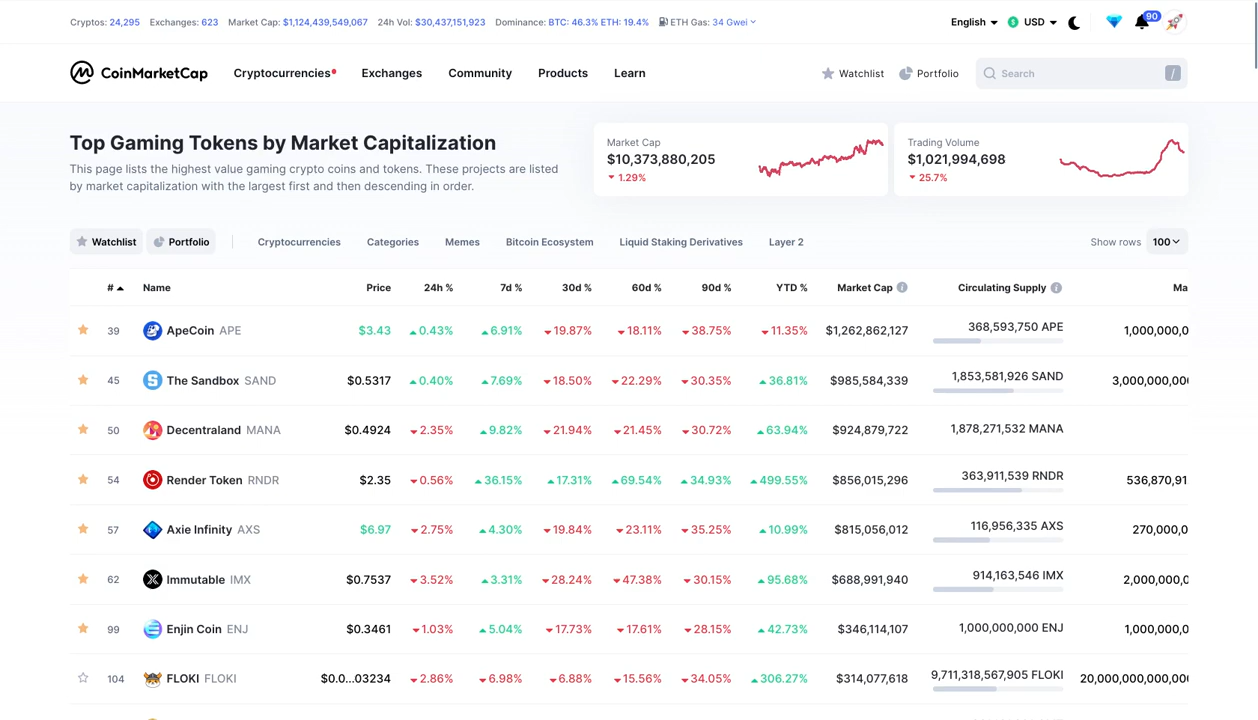 Cryptos: 24,295 Exchanges: 623 Market Cap: $1,124,439,549,067 24h Vol: $30,437,151,923 Dominance: BTC: 46.3% ETH: 19.4% ETH Gas: 34 Gwei English USD 90
CoinMarketCap Cryptocurrencies Exchanges Community Products Learn Watchlist Portfolio Search /
Top Gaming Tokens by Market Capitalization
This page lists the highest value gaming crypto coins and tokens. These projects are listed
by market capitalization with the largest first and then descending in order.
Market Cap
$10,373,880,205
1.29%
Trading Volume
$1,021,994,698
25.7%
Watchlist Portfolio Cryptocurrencies Categories Memes Bitcoin Ecosystem Liquid Staking Derivatives Layer 2 Show rows 100
# Name Price 24h % 7d % 30d % 60d % 90d % YTD % Market Cap Circulating Supply Ma
39 ApeCoin APE $3.43 0.43% 6.91% 19.87% 18.11% 38.75% 11.35% $1,262,862,127 368,593,750 APE 1,000,000,0
45 The Sandbox SAND $0.5317 0.40% 7.69% 18.50% 22.29% 30.35% 36.81% $985,584,339 1,853,581,926 SAND 3,000,000,00
50 Decentraland MANA $0.4924 2.35% 9.82% 21.94% 21.45% 30.72% 63.94% $924,879,722 1,878,271,532 MANA
54 Render Token RNDR $2.35 0.56% 36.15% 17.31% 69.54% 34.93% 499.55% $856,015,296 363,911,539 RNDR 536,870,91
57 Axie Infinity AXS $6.97 2.75% 4.30% 19.84% 23.11% 35.25% 10.99% $815,056,012 116,956,335 AXS 270,000,0
62 Immutable IMX $0.7537 3.52% 3.31% 28.24% 47.38% 30.15% 95.68% $688,991,940 914,163,546 IMX 2,000,000,0
99 Enjin Coin ENJ $0.3461 1.03% 5.04% 17.73% 17.61% 28.15% 42.73% $346,114,107 1,000,000,000 ENJ 1,000,000,0
104 FLOKI FLOKI $0.0...03234 2.86% 6.98% 6.88% 15.56% 34.05% 306.27% $314,077,618 9,711,318,567,905 FLOKI 20,000,000,000,00